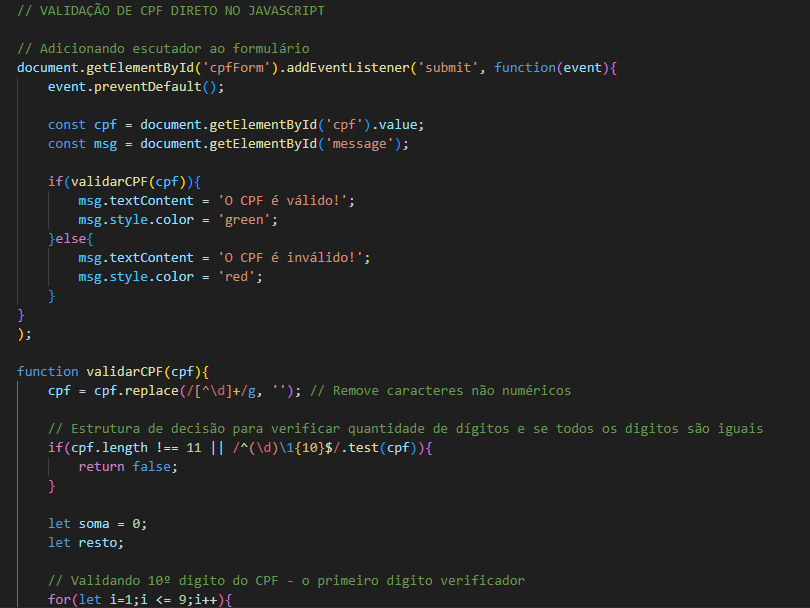 // VALIDAÇÃO DE CPF DIRETO NO JAVASCRIPT
// Adicionando escutador ao formulário
document.getElementById('cpfForm').addEventListener('submit', function(event){
    event.preventDefault();
    const cpf = document.getElementById('cpf').value;
    const msg = document.getElementById('message');
    if(validarCPF(cpf)){
        msg.textContent = 'O CPF é válido!';
        msg.style.color = 'green';
    }else{
        msg.textContent = 'O CPF é inválido!';
        msg.style.color = 'red';
    }
}
);
function validarCPF(cpf){
    cpf = cpf.replace(/[^\d]+/g, ''); // Remove caracteres não numéricos
    // Estrutura de decisão para verificar quantidade de dígitos e se todos os digitos são iguais
    if(cpf.length !== 11 || /^(\d)\1{10}$/.test(cpf)){
        return false;
    }
    let soma = 0;
    let resto;
    // Validando 10º digito do CPF - o primeiro digito verificador
    for(let i=1;i <= 9;i++){